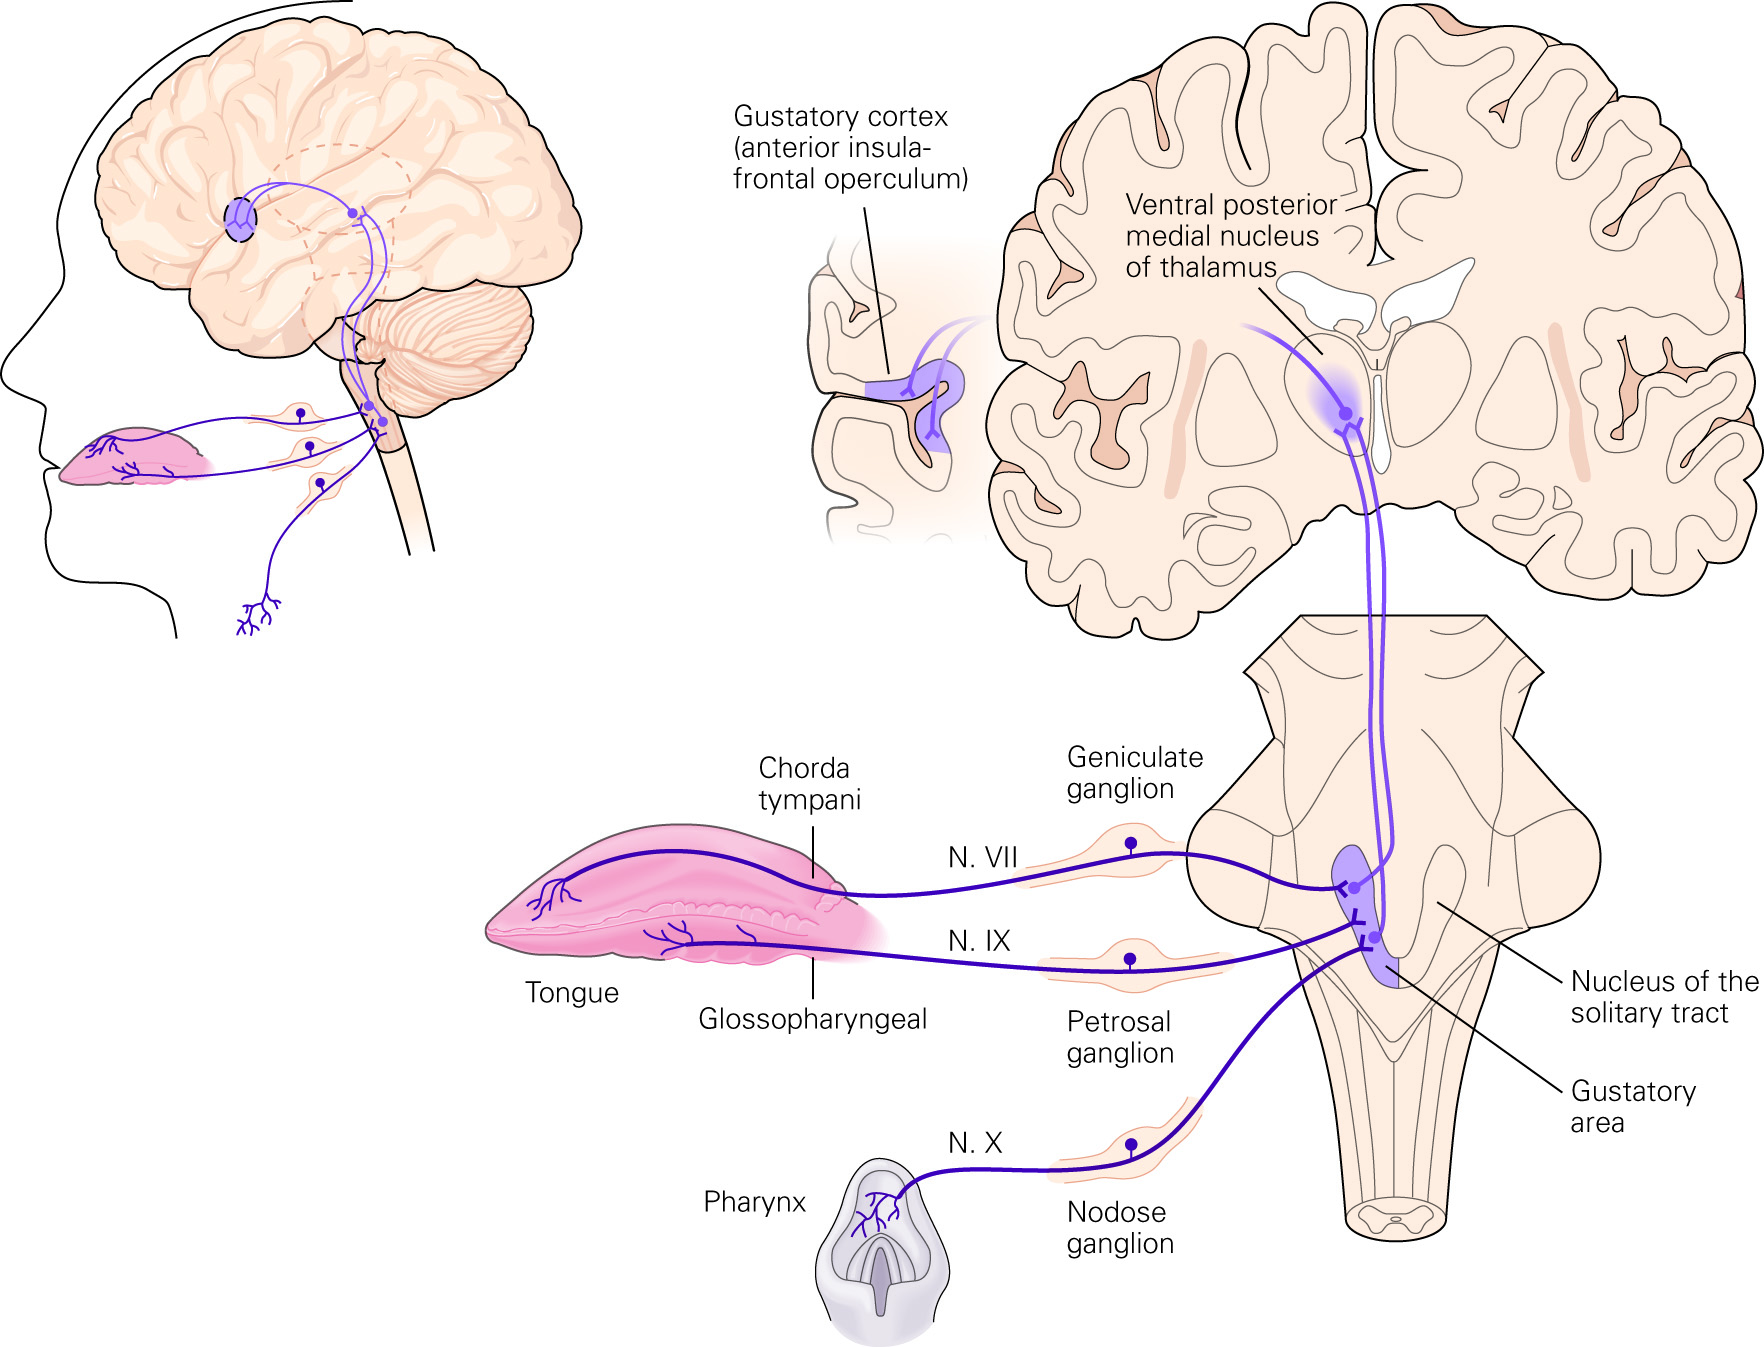 Gustatory cortex
(anterior insula-
frontal operculum)
Ventral posterior
medial nucleus
of thalamus
Chorda
tympani
Geniculate
ganglion
N. VII
N. IX
Tongue
Glossopharyngeal
Petrosal
ganglion
Nucleus of the
solitary tract
Gustatory
area
N. X
Pharynx
Nodose
ganglion